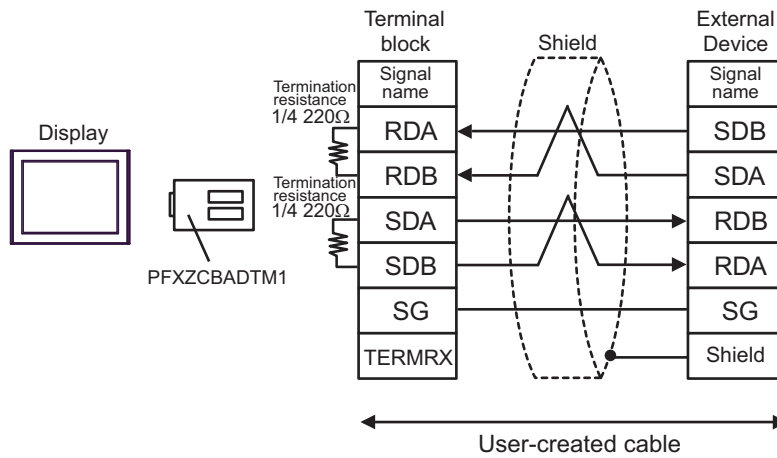 Terminal
block
Shield
External
Device
Signal
name
Signal
name
Termination
resistance
1/4 220Ω
RDA
SDB
Display
RDB
SDA
Termination
resistance
1/4 220Ω
SDA
RDB
SDB
RDA
PFXZCBADTM1
SG
SG
TERMRX
Shield
User-created cable